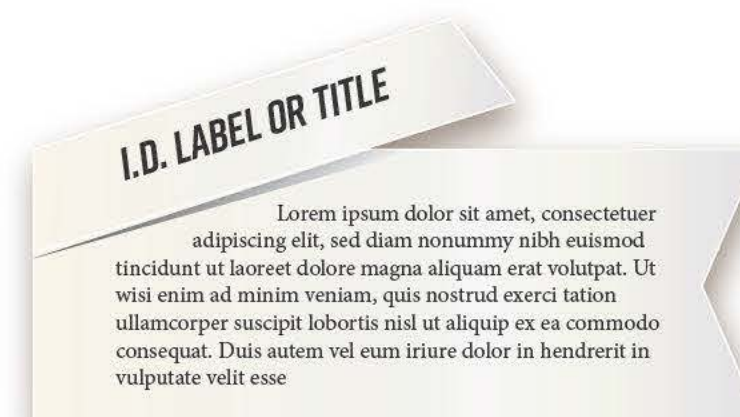 I.D. LABEL OR TITLE
Lorem ipsum dolor sit amet, consectetuer
adipiscing elit, sed diam nonummy nibh euismod
tincidunt ut laoreet dolore magna aliquam erat volutpat. Ut
wisi enim ad minim veniam, quis nostrud exerci tation
ullamcorper suscipit lobortis nisl ut aliquip ex ea commodo
consequat. Duis autem vel eum iriure dolor in hendrerit in
vulputate velit esse